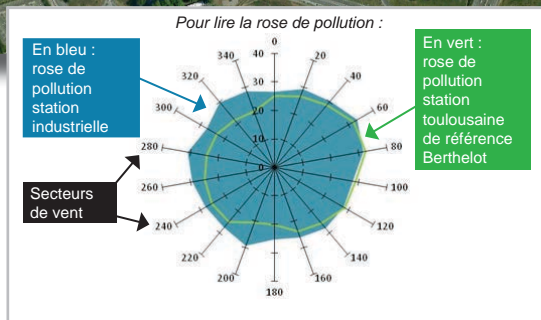 Pour lire la rose de pollution :
En bleu :
rose de
pollution
station
industrielle
En vert :
rose de
pollution
station
toulousaine
de référence
Berthelot
Secteurs
de vent
0
20
40
60
80
100
120
140
160
180
200
220
240
260
280
300
320
340
40
30
20
10
0